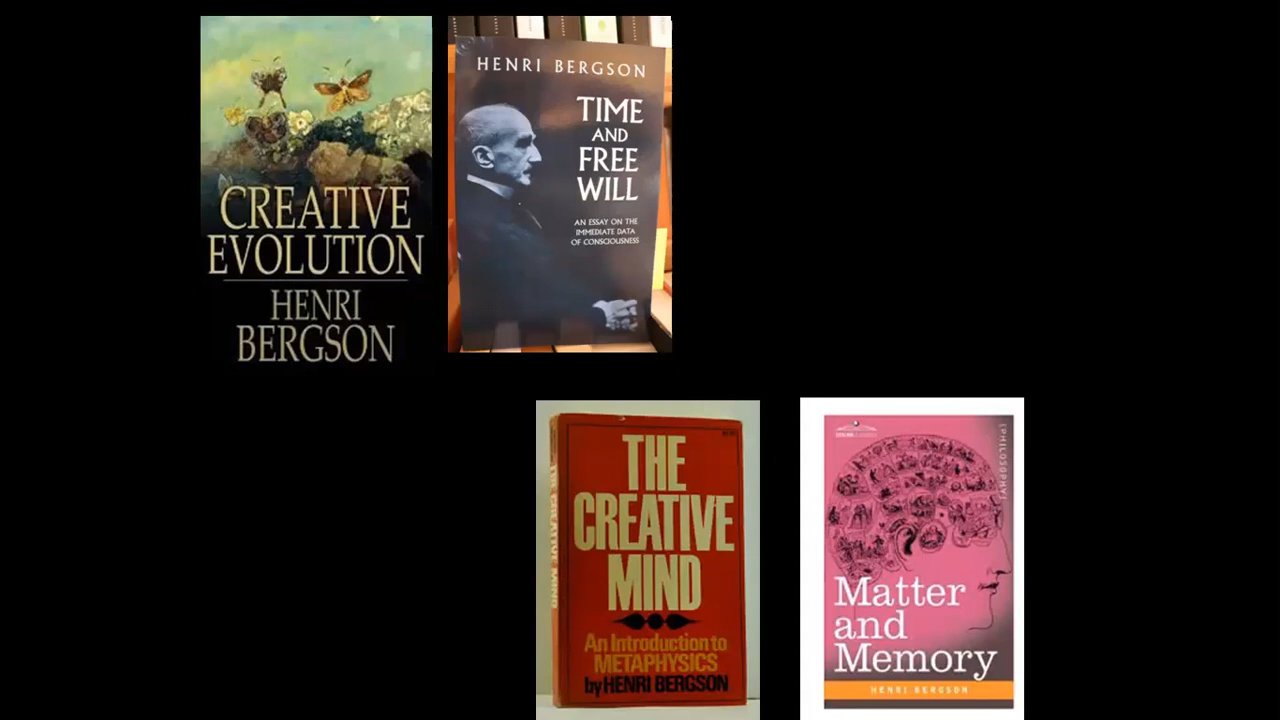 CREATIVE
EVOLUTION
HENRI
BERGSON
HENRI BERGSON
TIME
AND
FREE
WILL
AN ESSAY ON THE
IMMEDIATE DATA
OF CONSCIOUSNESS
THE CREATIVE MIND
THE
CREATIVE
MIND
An Introduction to
METAPHYSICS
by HENRI BERGSON
[PHILOSOPHY]
Matter
and
Memory
HENRI BERGSON